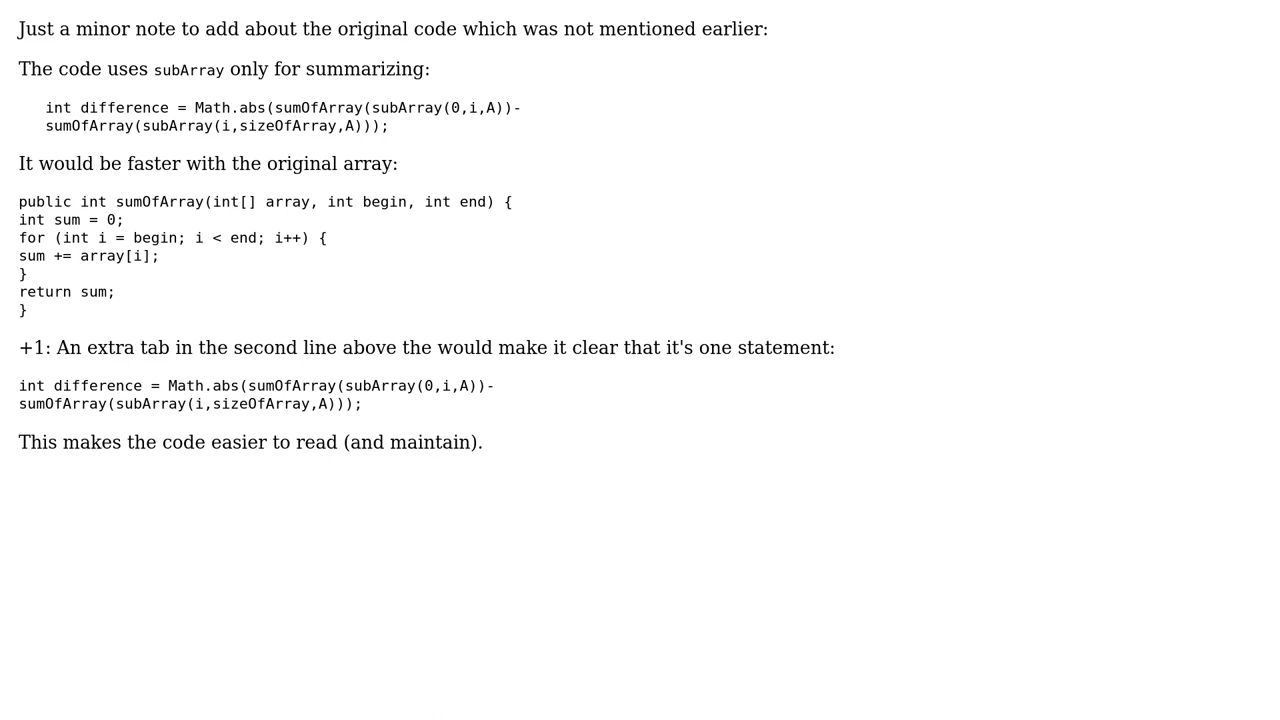 Just a minor note to add about the original code which was not mentioned earlier:
The code uses subArray only for summarizing:
int difference = Math.abs(sumOfArray(subArray(0,i,A))-
sumOfArray(subArray(i,sizeOfArray,A)));
It would be faster with the original array:
public int sumOfArray(int[] array, int begin, int end) {
int sum = 0;
for (int i = begin; i < end; i++) {
sum += array[i];
}
return sum;
}
+1: An extra tab in the second line above the would make it clear that it's one statement:
int difference = Math.abs(sumOfArray(subArray(0,i,A))-
sumOfArray(subArray(i,sizeOfArray,A)));
This makes the code easier to read (and maintain).